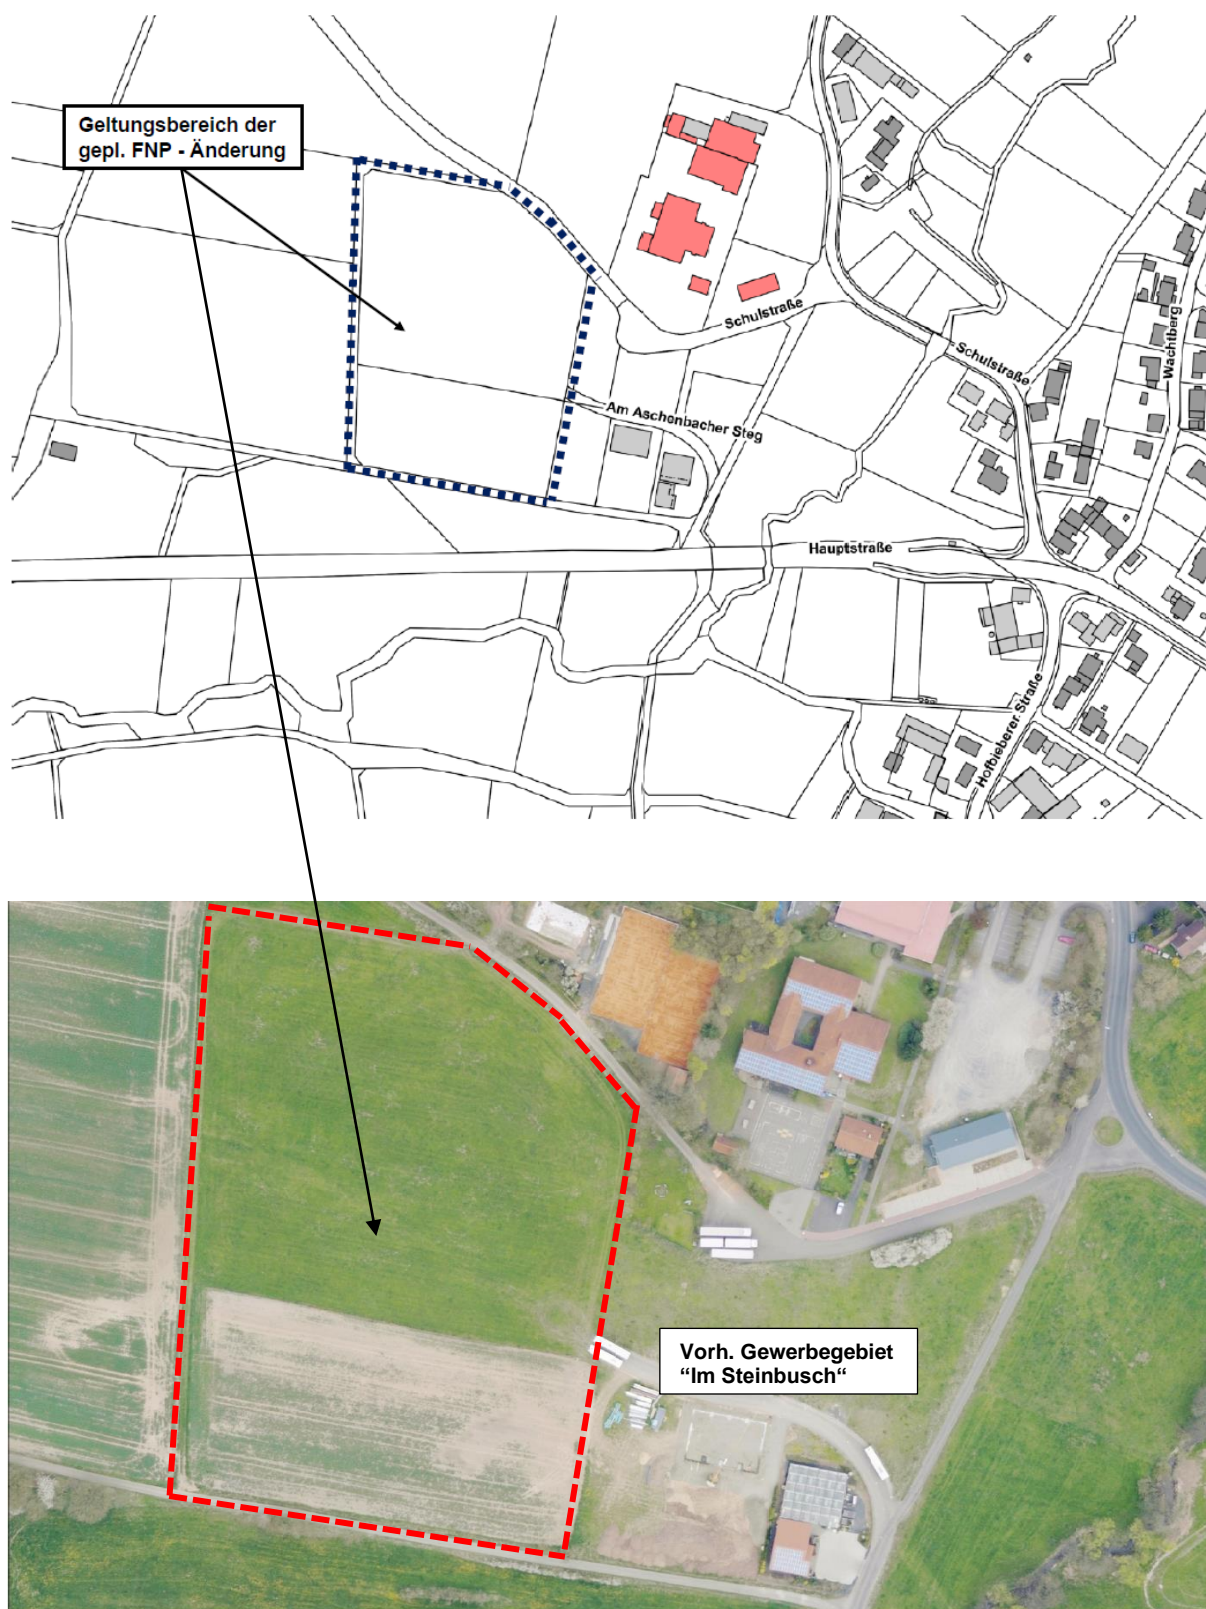 Geltungsbereich der
gepl. FNP - Änderung
Schulstraße
Schulstraße
Wachtberg
Am Aschenbacher Steg
Hauptstraße
Hofbieberer Straße
Vorh. Gewerbegebiet
“Im Steinbusch“